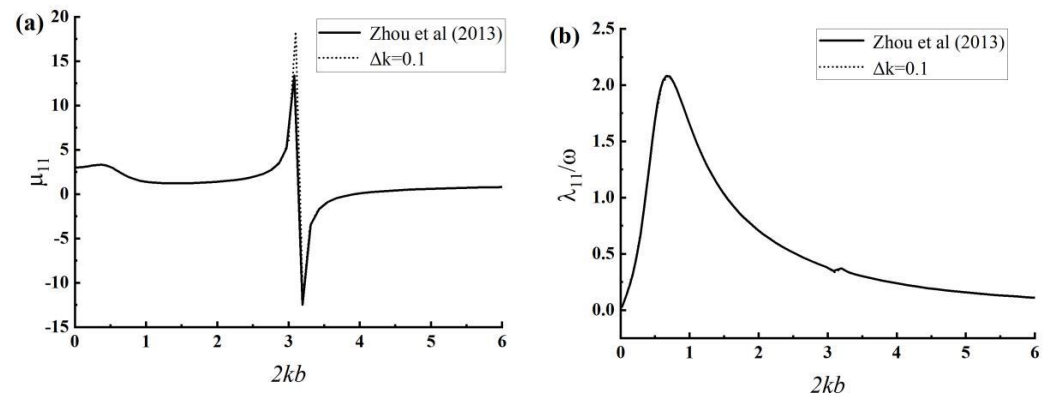 (a)
20
15
10
5
0
-5
-10
-15
μ11
Zhou et al (2013)
Δk=0.1
0 1 2 3 4 5 6
2kb
(b)
2.5
2.0
1.5
1.0
0.5
0.0
λ11/ω
Zhou et al (2013)
Δk=0.1
0 1 2 3 4 5 6
2kb